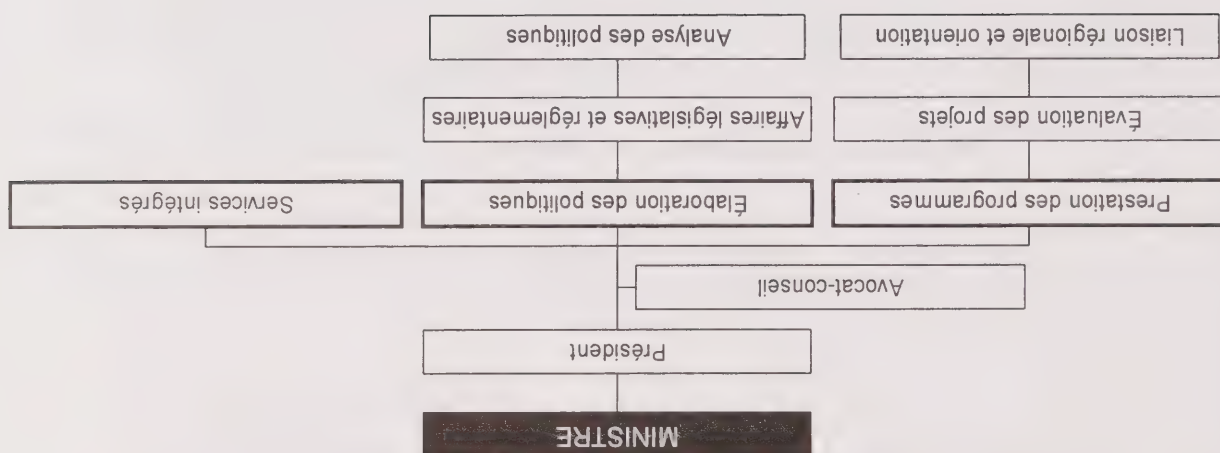 MINISTRE
Président
Avocat-conseil
Prestation des programmes
Élaboration des politiques
Services intégrés
Évaluation des projets
Affaires législatives et réglementaires
Liaison régionale et orientation
Analyse des politiques